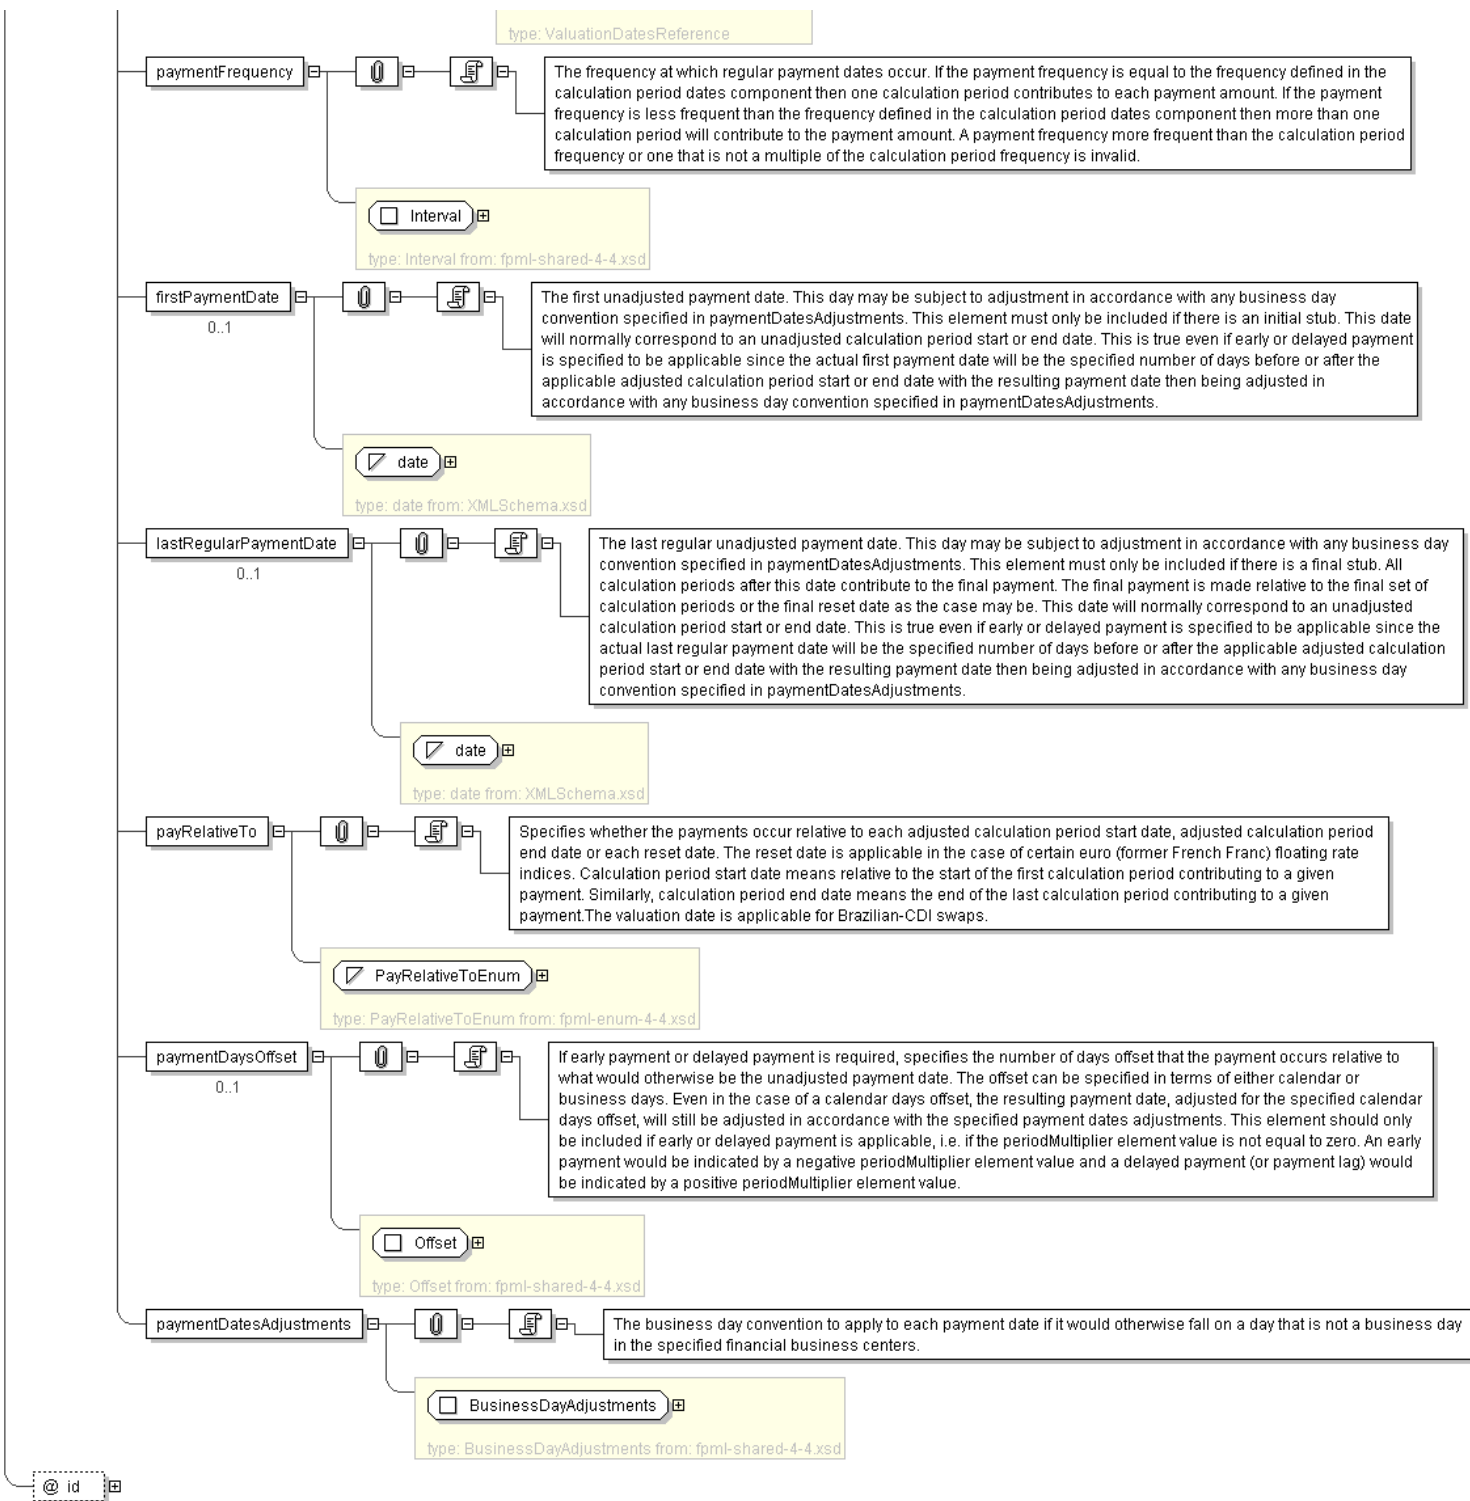 type: ValuationDatesReference
paymentFrequency
The frequency at which regular payment dates occur. If the payment frequency is equal to the frequency defined in the
calculation period dates component then one calculation period contributes to each payment amount. If the payment
frequency is less frequent than the frequency defined in the calculation period dates component then more than one
calculation period will contribute to the payment amount. A payment frequency more frequent than the calculation period
frequency or one that is not a multiple of the calculation period frequency is invalid.
Interval
type: Interval from: fpml-shared-4-4.xsd
firstPaymentDate
0..1
The first unadjusted payment date. This day may be subject to adjustment in accordance with any business day
convention specified in paymentDatesAdjustments. This element must only be included if there is an initial stub. This date
will normally correspond to an unadjusted calculation period start or end date. This is true even if early or delayed payment
is specified to be applicable since the actual first payment date will be the specified number of days before or after the
applicable adjusted calculation period start or end date with the resulting payment date then being adjusted in
accordance with any business day convention specified in paymentDatesAdjustments.
date
type: date from: XMLSchema.xsd
lastRegularPaymentDate
0..1
The last regular unadjusted payment date. This day may be subject to adjustment in accordance with any business day
convention specified in paymentDatesAdjustments. This element must only be included if there is a final stub. All
calculation periods after this date contribute to the final payment. The final payment is made relative to the final set of
calculation periods or the final reset date as the case may be. This date will normally correspond to an unadjusted
calculation period start or end date. This is true even if early or delayed payment is specified to be applicable since the
actual last regular payment date will be the specified number of days before or after the applicable adjusted calculation
period start or end date with the resulting payment date then being adjusted in accordance with any business day
convention specified in paymentDatesAdjustments.
date
type: date from: XMLSchema.xsd
payRelativeTo
Specifies whether the payments occur relative to each adjusted calculation period start date, adjusted calculation period
end date or each reset date. The reset date is applicable in the case of certain euro (former French Franc) floating rate
indices. Calculation period start date means relative to the start of the first calculation period contributing to a given
payment. Similarly, calculation period end date means the end of the last calculation period contributing to a given
payment.The valuation date is applicable for Brazilian-CDI swaps.
PayRelativeToEnum
type: PayRelativeToEnum from: fpml-enum-4-4.xsd
paymentDaysOffset
0..1
If early payment or delayed payment is required, specifies the number of days offset that the payment occurs relative to
what would otherwise be the unadjusted payment date. The offset can be specified in terms of either calendar or
business days. Even in the case of a calendar days offset, the resulting payment date, adjusted for the specified calendar
days offset, will still be adjusted in accordance with the specified payment dates adjustments. This element should only
be included if early or delayed payment is applicable, i.e. if the periodMultiplier element value is not equal to zero. An early
payment would be indicated by a negative periodMultiplier element value and a delayed payment (or payment lag) would
be indicated by a positive periodMultiplier element value.
Offset
type: Offset from: fpml-shared-4-4.xsd
paymentDatesAdjustments
The business day convention to apply to each payment date if it would otherwise fall on a day that is not a business day
in the specified financial business centers.
BusinessDayAdjustments
type: BusinessDayAdjustments from: fpml-shared-4-4.xsd
@ id